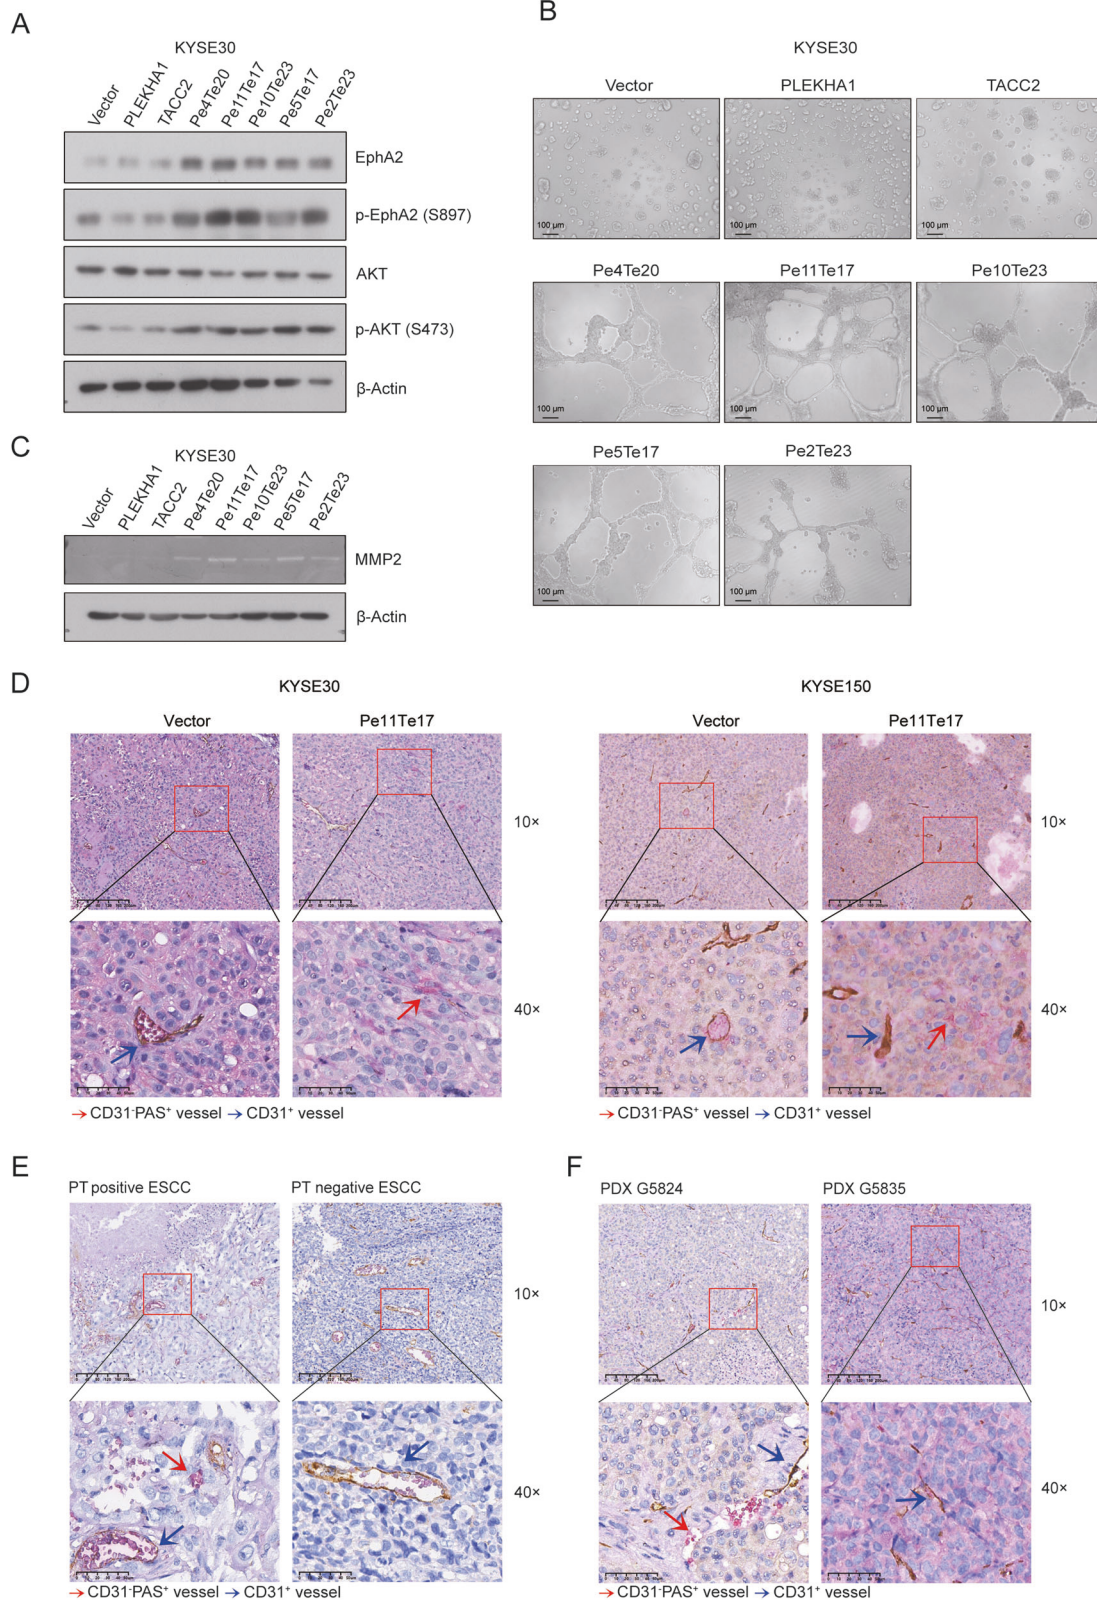 A
KYSE30
Vector PLEKHA1 TACC2 Pe4Te20 Pe11Te17 Pe10Te23 Pe5Te17 Pe2Te23
EphA2
p-EphA2 (S897)
AKT
p-AKT (S473)
β-Actin
B
KYSE30
Vector PLEKHA1 TACC2
100 µm 100 µm 100 µm
Pe4Te20 Pe11Te17 Pe10Te23
100 µm 100 µm 100 µm
Pe5Te17 Pe2Te23
100 µm 100 µm
C
KYSE30
Vector PLEKHA1 TACC2 Pe4Te20 Pe11Te17 Pe10Te23 Pe5Te17 Pe2Te23
MMP2
β-Actin
D
KYSE30 KYSE150
Vector Pe11Te17 Vector Pe11Te17
10× 10×
40× 40×
→ CD31⁻PAS⁺ vessel → CD31⁺ vessel → CD31⁻PAS⁺ vessel → CD31⁺ vessel
E
PT positive ESCC PT negative ESCC
10×
40×
→ CD31⁻PAS⁺ vessel → CD31⁺ vessel
F
PDX G5824 PDX G5835
10×
40×
→ CD31⁻PAS⁺ vessel → CD31⁺ vessel